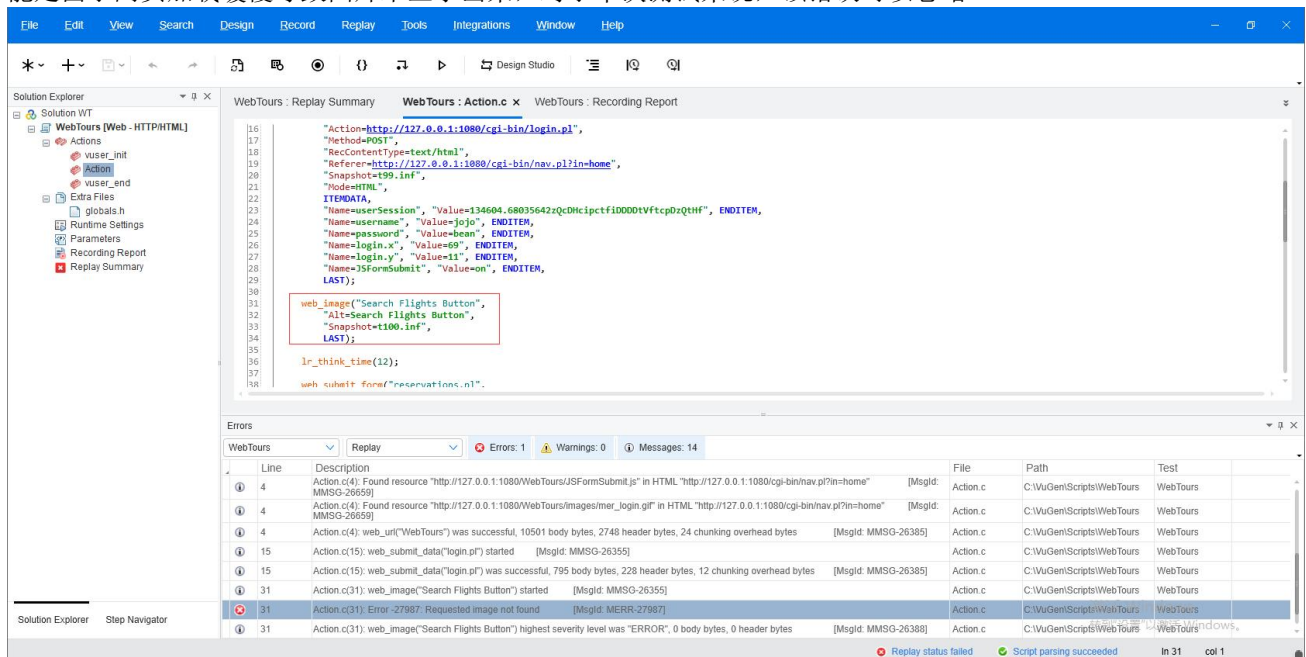 File Edit View Search Design Record Replay Tools Integrations Window Help
Design Studio
Solution Explorer
Solution WT
WebTours [Web - HTTP/HTML]
Actions
vuser_init
Action
vuser_end
Extra Files
globals.h
Runtime Settings
Parameters
Recording Report
Replay Summary
Solution Explorer Step Navigator
WebTours : Replay Summary WebTours : Action.c x WebTours : Recording Report
16 "Action=http://127.0.0.1:1080/cgi-bin/login.pl",
17 "Method=POST",
18 "RecContentType=text/html",
19 "Referer=http://127.0.0.1:1080/cgi-bin/nav.pl?in=home",
20 "Snapshot=t99.inf",
21 "Mode=HTML",
22 ITEMDATA,
23 "Name=userSession", "Value=134604.68035642zQcDHcipctfiDDDDtVftcpDzQtHf", ENDITEM,
24 "Name=username", "Value=jojo", ENDITEM,
25 "Name=password", "Value=bean", ENDITEM,
26 "Name=login.x", "Value=69", ENDITEM,
27 "Name=login.y", "Value=11", ENDITEM,
28 "Name=JSFormSubmit", "Value=on", ENDITEM,
29 LAST);
30
31 web_image("Search Flights Button",
32 "Alt=Search Flights Button",
33 "Snapshot=t100.inf",
34 LAST);
35
36 lr_think_time(12);
37
38 web_submit_form("reservations.pl",
Errors
WebTours Replay Errors: 1 Warnings: 0 Messages: 14
Line Description File Path Test
4 Action.c(4): Found resource "http://127.0.0.1:1080/WebTours/JSFormSubmit.js" in HTML "http://127.0.0.1:1080/cgi-bin/nav.pl?in=home" [MsgId: MMSG-26659] Action.c C:\VuGen\Scripts\WebTours WebTours
4 Action.c(4): Found resource "http://127.0.0.1:1080/WebTours/images/mer_login.gif" in HTML "http://127.0.0.1:1080/cgi-bin/nav.pl?in=home" [MsgId: MMSG-26659] Action.c C:\VuGen\Scripts\WebTours WebTours
4 Action.c(4): web_url("WebTours") was successful, 10501 body bytes, 2748 header bytes, 24 chunking overhead bytes [MsgId: MMSG-26385] Action.c C:\VuGen\Scripts\WebTours WebTours
15 Action.c(15): web_submit_data("login.pl") started [MsgId: MMSG-26355] Action.c C:\VuGen\Scripts\WebTours WebTours
15 Action.c(15): web_submit_data("login.pl") was successful, 795 body bytes, 228 header bytes, 12 chunking overhead bytes [MsgId: MMSG-26385] Action.c C:\VuGen\Scripts\WebTours WebTours
31 Action.c(31): web_image("Search Flights Button") started [MsgId: MMSG-26355] Action.c C:\VuGen\Scripts\WebTours WebTours
31 Action.c(31): Error -27987: Requested image not found [MsgId: MERR-27987] Action.c C:\VuGen\Scripts\WebTours WebTours
31 Action.c(31): web_image("Search Flights Button") highest severity level was "ERROR", 0 body bytes, 0 header bytes [MsgId: MMSG-26388] Action.c C:\VuGen\Scripts\WebTours WebTours
Replay status failed Script parsing succeeded ln 31 col 1